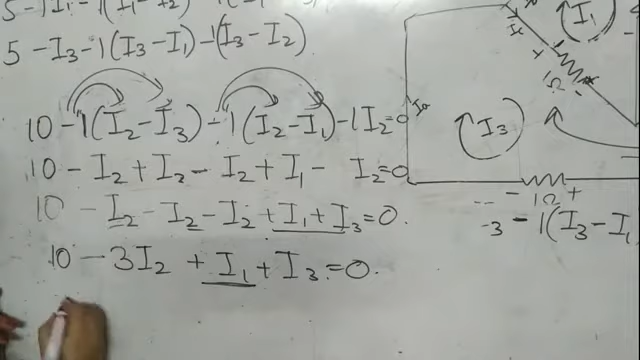 5 - I₃ - 1(I₃ - I₁) - 1(I₃ - I₂)
10 - 1(I₂ - I₃) - 1(I₂ - I₁) - 1I₂ = 0
10 - I₂ + I₂ - I₂ + I₁ - I₂ = 0
10 - I₂ - I₂ - I₂ + I₁ + I₃ = 0.
10 - 3I₂ + I₁ + I₃ = 0.
I₁
+ 1Ω -
I₃
- 1Ω +
-3 - 1(I₃ - I₁